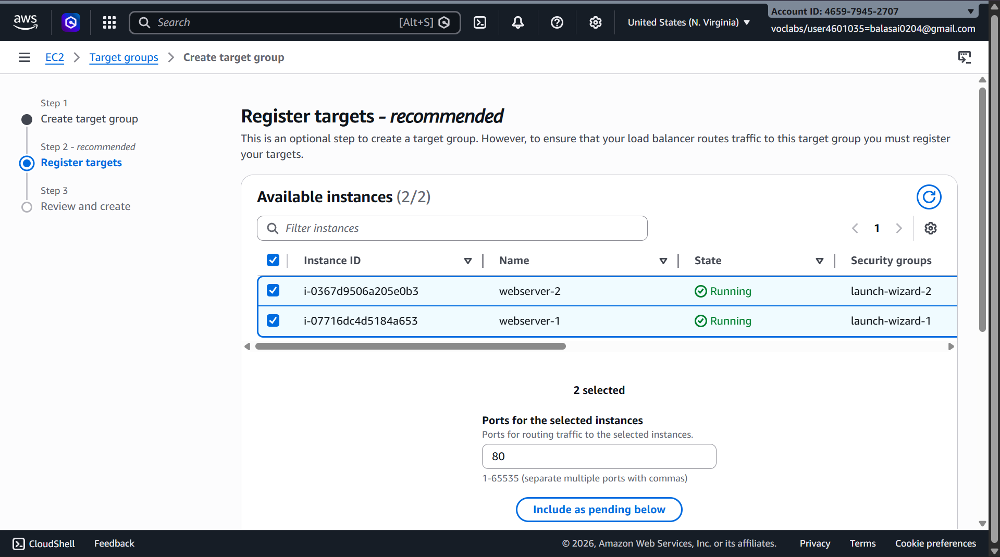 aws
Search
[Alt+S]
United States (N. Virginia)
Account ID: 4659-7945-2707
voclabs/user4601035=balasai0204@gmail.com
EC2
Target groups
Create target group
Step 1
Create target group
Step 2 - recommended
Register targets
Step 3
Review and create
Register targets - recommended
This is an optional step to create a target group. However, to ensure that your load balancer routes traffic to this target group you must register
your targets.
Available instances (2/2)
Filter instances
1
Instance ID
Name
State
Security groups
i-0367d9506a205e0b3
webserver-2
Running
launch-wizard-2
i-07716dc4d5184a653
webserver-1
Running
launch-wizard-1
2 selected
Ports for the selected instances
Ports for routing traffic to the selected instances.
80
1-65535 (separate multiple ports with commas)
Include as pending below
CloudShell
Feedback
© 2026, Amazon Web Services, Inc. or its affiliates.
Privacy
Terms
Cookie preferences